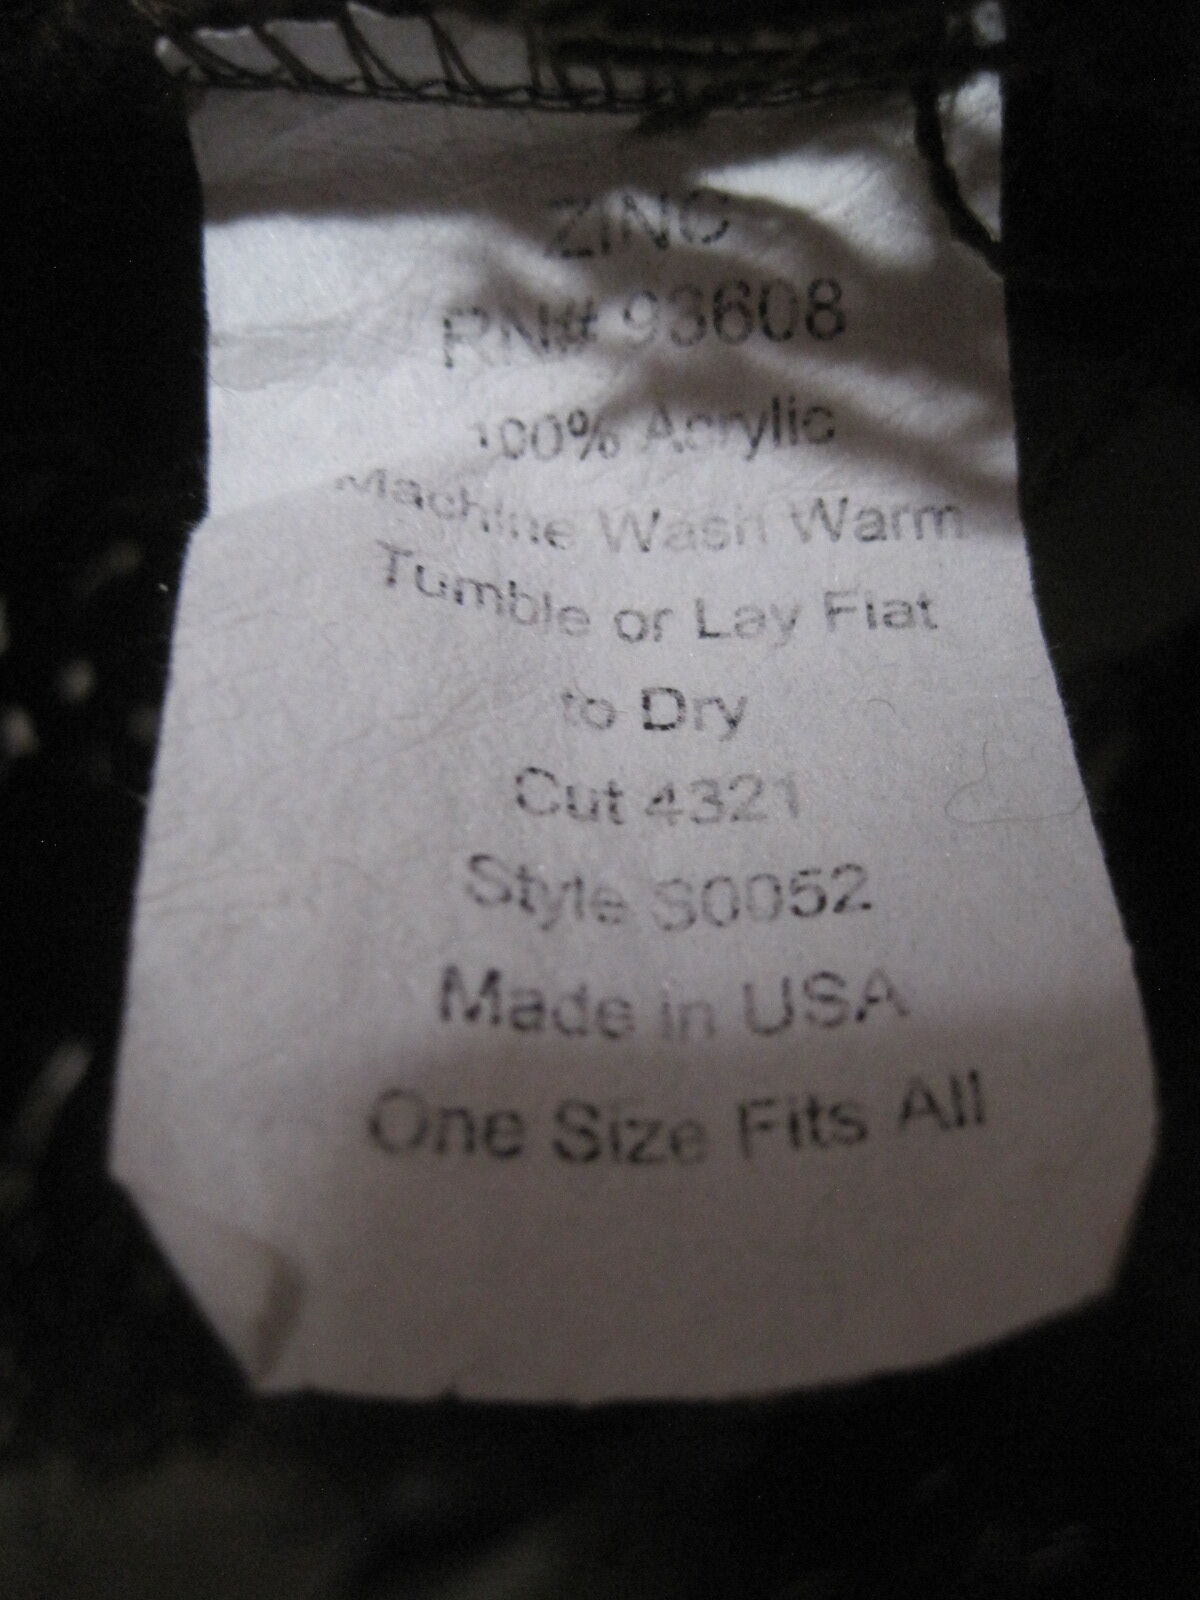 ZINC
RN# 93608
100% Acrylic
Machine Wash Warm
Tumble or Lay Flat
to Dry
Cut 4321
Style S0052
Made in USA
One Size Fits All